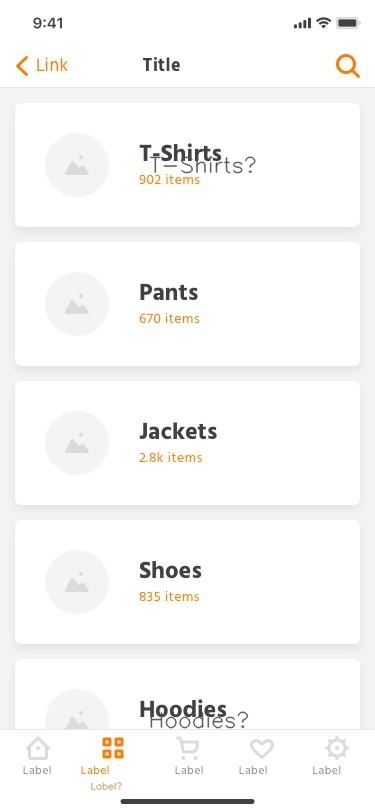 9:41
Link
Title
T-Shirts
T-Shirts?
902 items
Pants
670 items
Jackets
2.8k items
Shoes
835 items
Hoodies
Hoodies?
Label
Label
Label
Label
Label
Label?